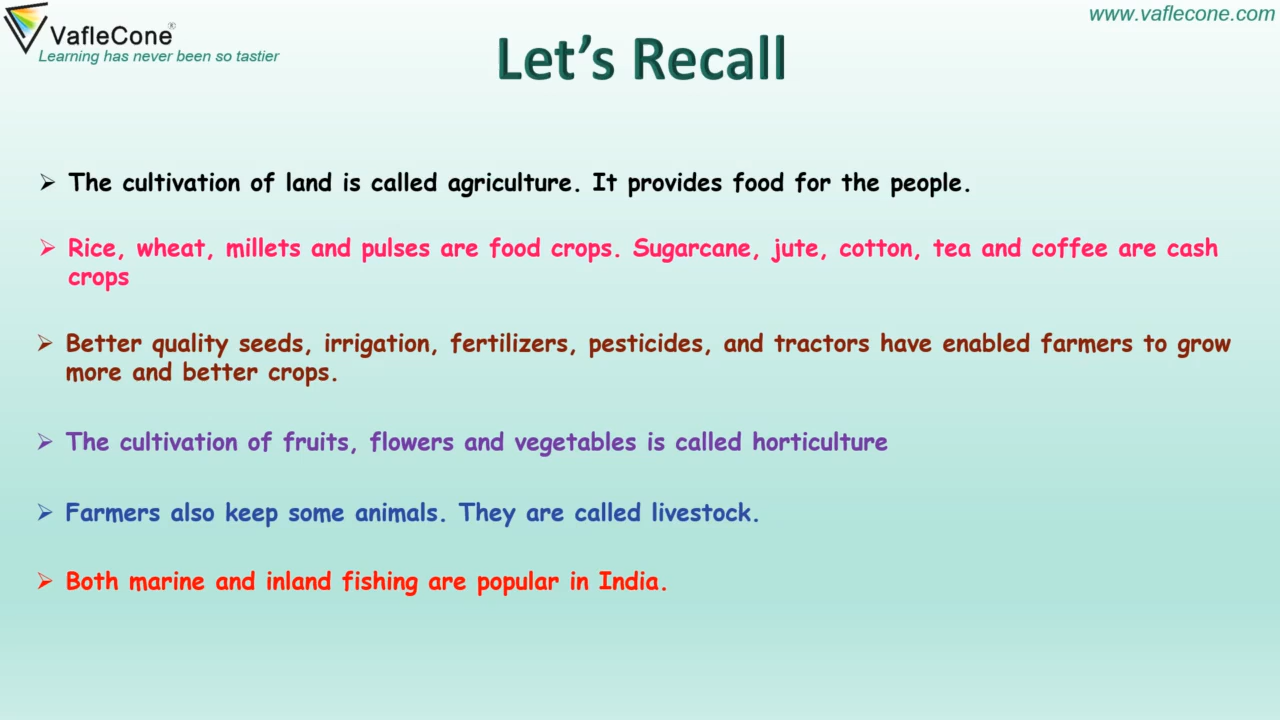 VafleCone®
Learning has never been so tastier
www.vaflecone.com
Let's Recall
➢ The cultivation of land is called agriculture. It provides food for the people.
➢ Rice, wheat, millets and pulses are food crops. Sugarcane, jute, cotton, tea and coffee are cash
crops
➢ Better quality seeds, irrigation, fertilizers, pesticides, and tractors have enabled farmers to grow
more and better crops.
➢ The cultivation of fruits, flowers and vegetables is called horticulture
➢ Farmers also keep some animals. They are called livestock.
➢ Both marine and inland fishing are popular in India.